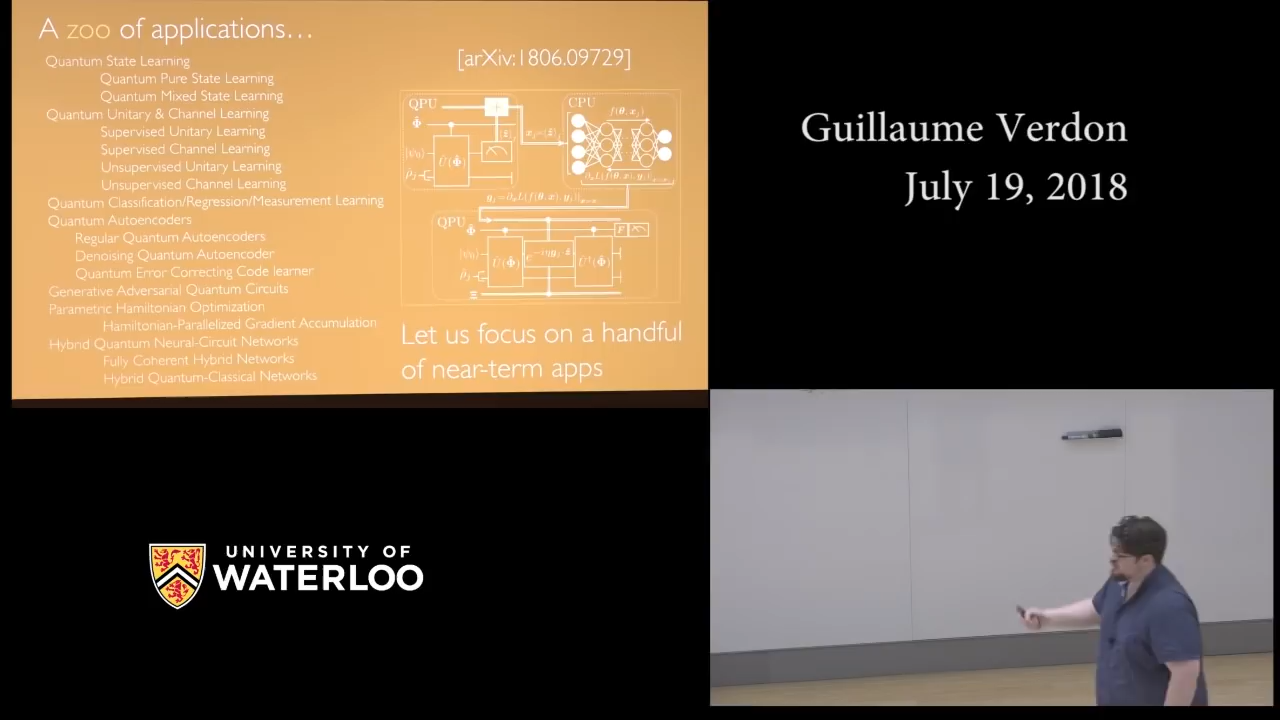 A zoo of applications…
Quantum State Learning
Quantum Pure State Learning
Quantum Mixed State Learning
Quantum Unitary & Channel Learning
Supervised Unitary Learning
Supervised Channel Learning
Unsupervised Unitary Learning
Unsupervised Channel Learning
Quantum Classification/Regression/Measurement Learning
Quantum Autoencoders
Regular Quantum Autoencoders
Denoising Quantum Autoencoder
Quantum Error Correcting Code learner
Generative Adversarial Quantum Circuits
Parametric Hamiltonian Optimization
Hamiltonian-Parallelized Gradient Accumulation
Hybrid Quantum Neural-Circuit Networks
Fully Coherent Hybrid Networks
Hybrid Quantum-Classical Networks
[arXiv:1806.09729]
QPU
CPU
QPU
Let us focus on a handful
of near-term apps
Guillaume Verdon
July 19, 2018
UNIVERSITY OF
WATERLOO